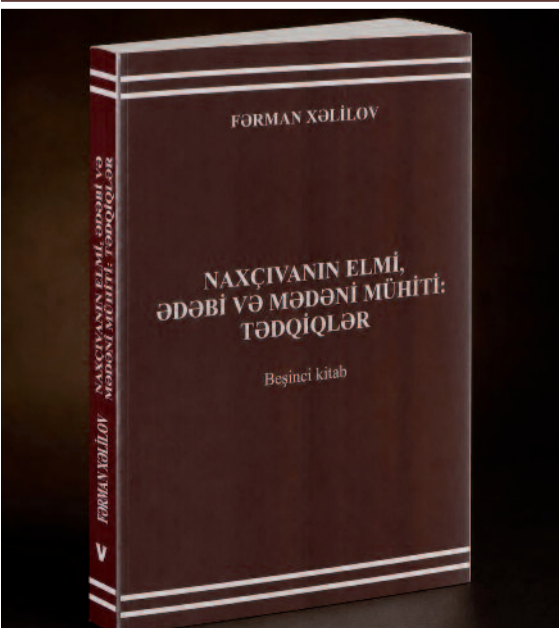 FƏRMAN XƏLİLOV
NAXÇIVANIN ELMİ,
ƏDƏBİ VƏ MƏDƏNİ MÜHİTİ:
TƏDQİQLƏR
Beşinci kitab
NAXÇIVANIN ELMİ, ƏDƏBİ VƏ
MƏDƏNİ MÜHİTİ: TƏDQİQLƏR
FƏRMAN XƏLİLOV
V